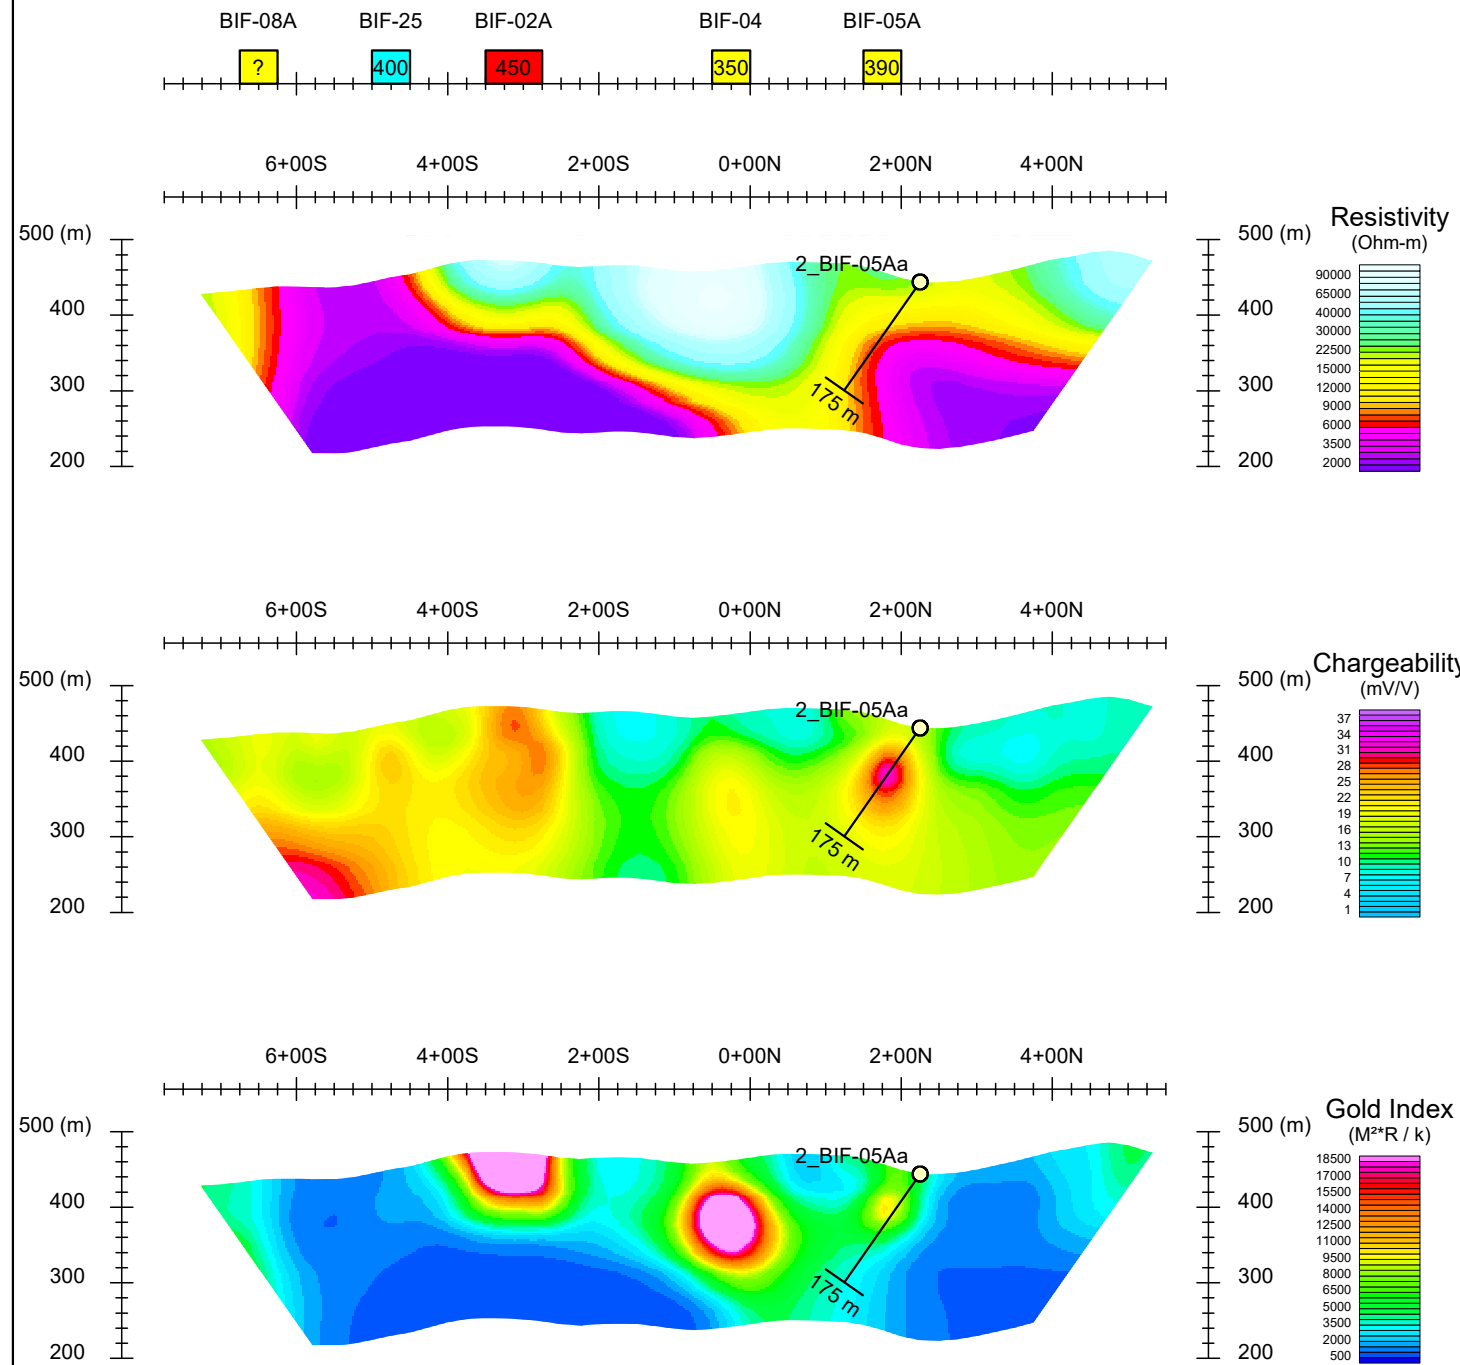 BIF-08A BIF-25 BIF-02A BIF-04 BIF-05A
? 400 450 350 390
6+00S 4+00S 2+00S 0+00N 2+00N 4+00N
Resistivity
(Ohm-m)
500 (m) 500 (m)
2_BIF-05Aa
400 400
300 300
175 m
200 200
90000
65000
40000
30000
22500
15000
12000
9000
6000
3500
2000
6+00S 4+00S 2+00S 0+00N 2+00N 4+00N
Chargeability
(mV/V)
500 (m) 500 (m)
2_BIF-05Aa
400 400
300 300
175 m
200 200
37
34
31
28
25
22
19
16
13
10
7
4
1
6+00S 4+00S 2+00S 0+00N 2+00N 4+00N
Gold Index
(M²*R / k)
500 (m) 500 (m)
2_BIF-05Aa
400 400
300 300
175 m
200 200
18500
17000
15500
14000
12500
11000
9500
8000
6500
5000
3500
2000
500